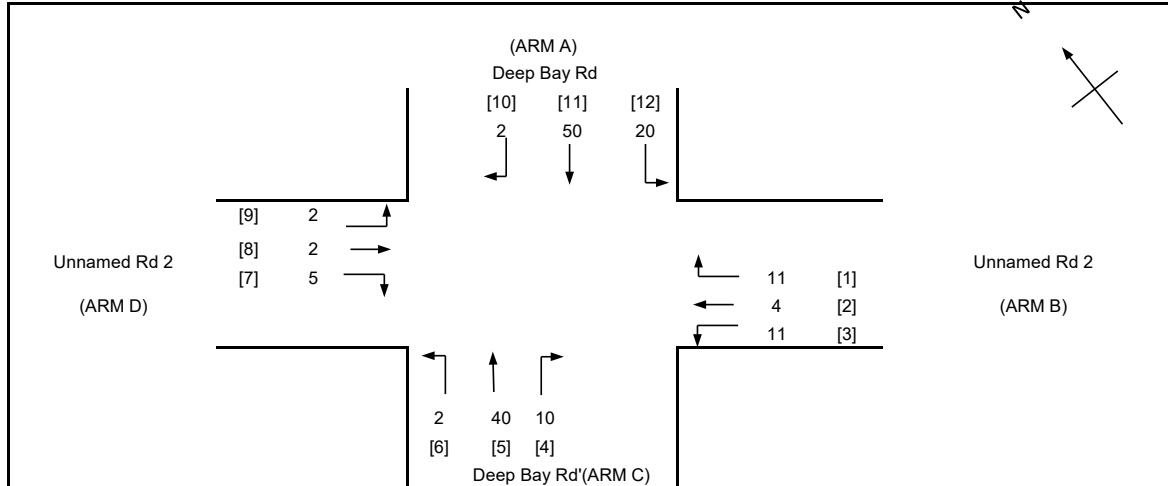 N
(ARM A)
Deep Bay Rd
[10] [11] [12]
2 50 20
[9] 2
[8] 2
[7] 5
Unnamed Rd 2
(ARM D)
11 [1]
4 [2]
11 [3]
Unnamed Rd 2
(ARM B)
2 40 10
[6] [5] [4]
Deep Bay Rd'(ARM C)